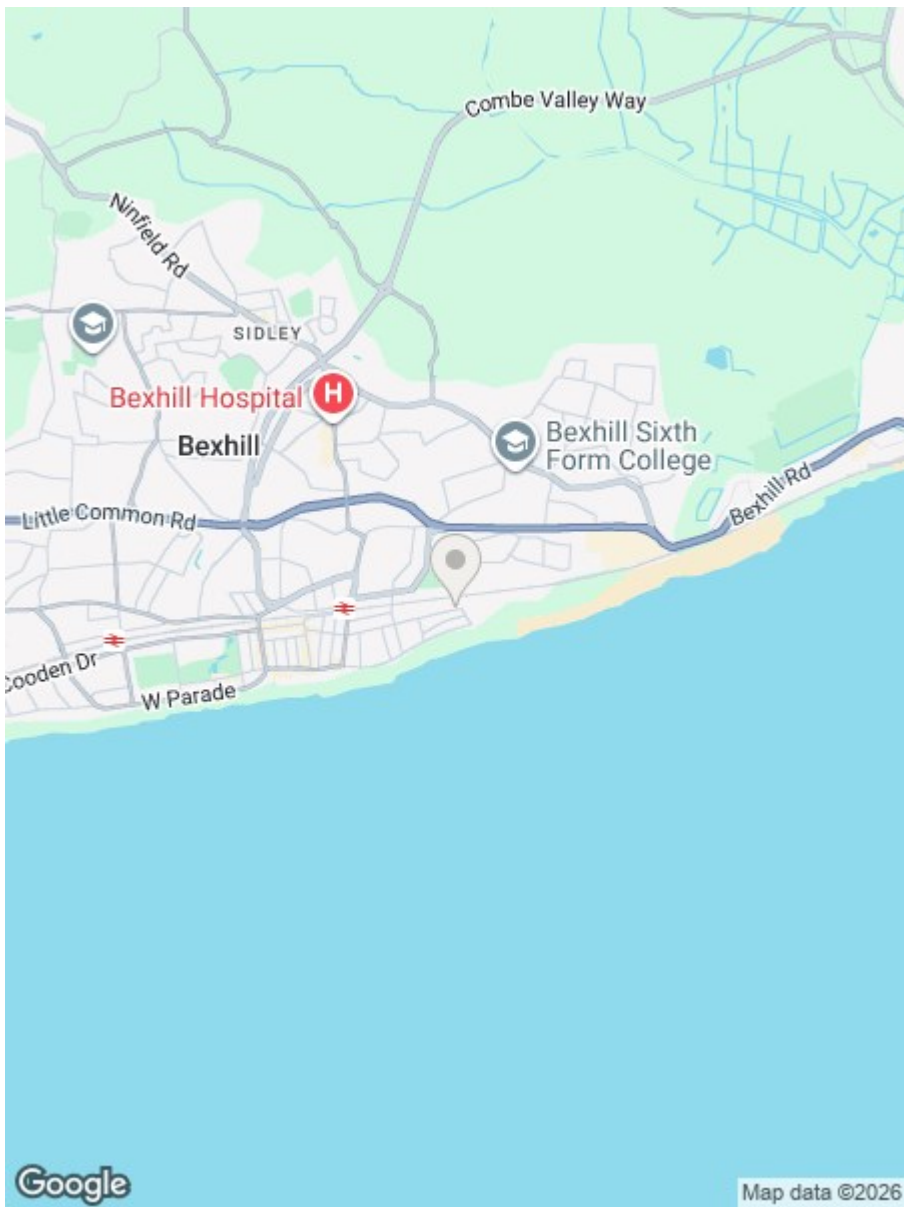 Combe Valley Way
Ninfield Rd
SIDLEY
Bexhill Hospital
H
Bexhill
Bexhill Sixth
Form College
Bexhill Rd
Little Common Rd
Cooden Dr
W Parade
Google
Map data ©2026